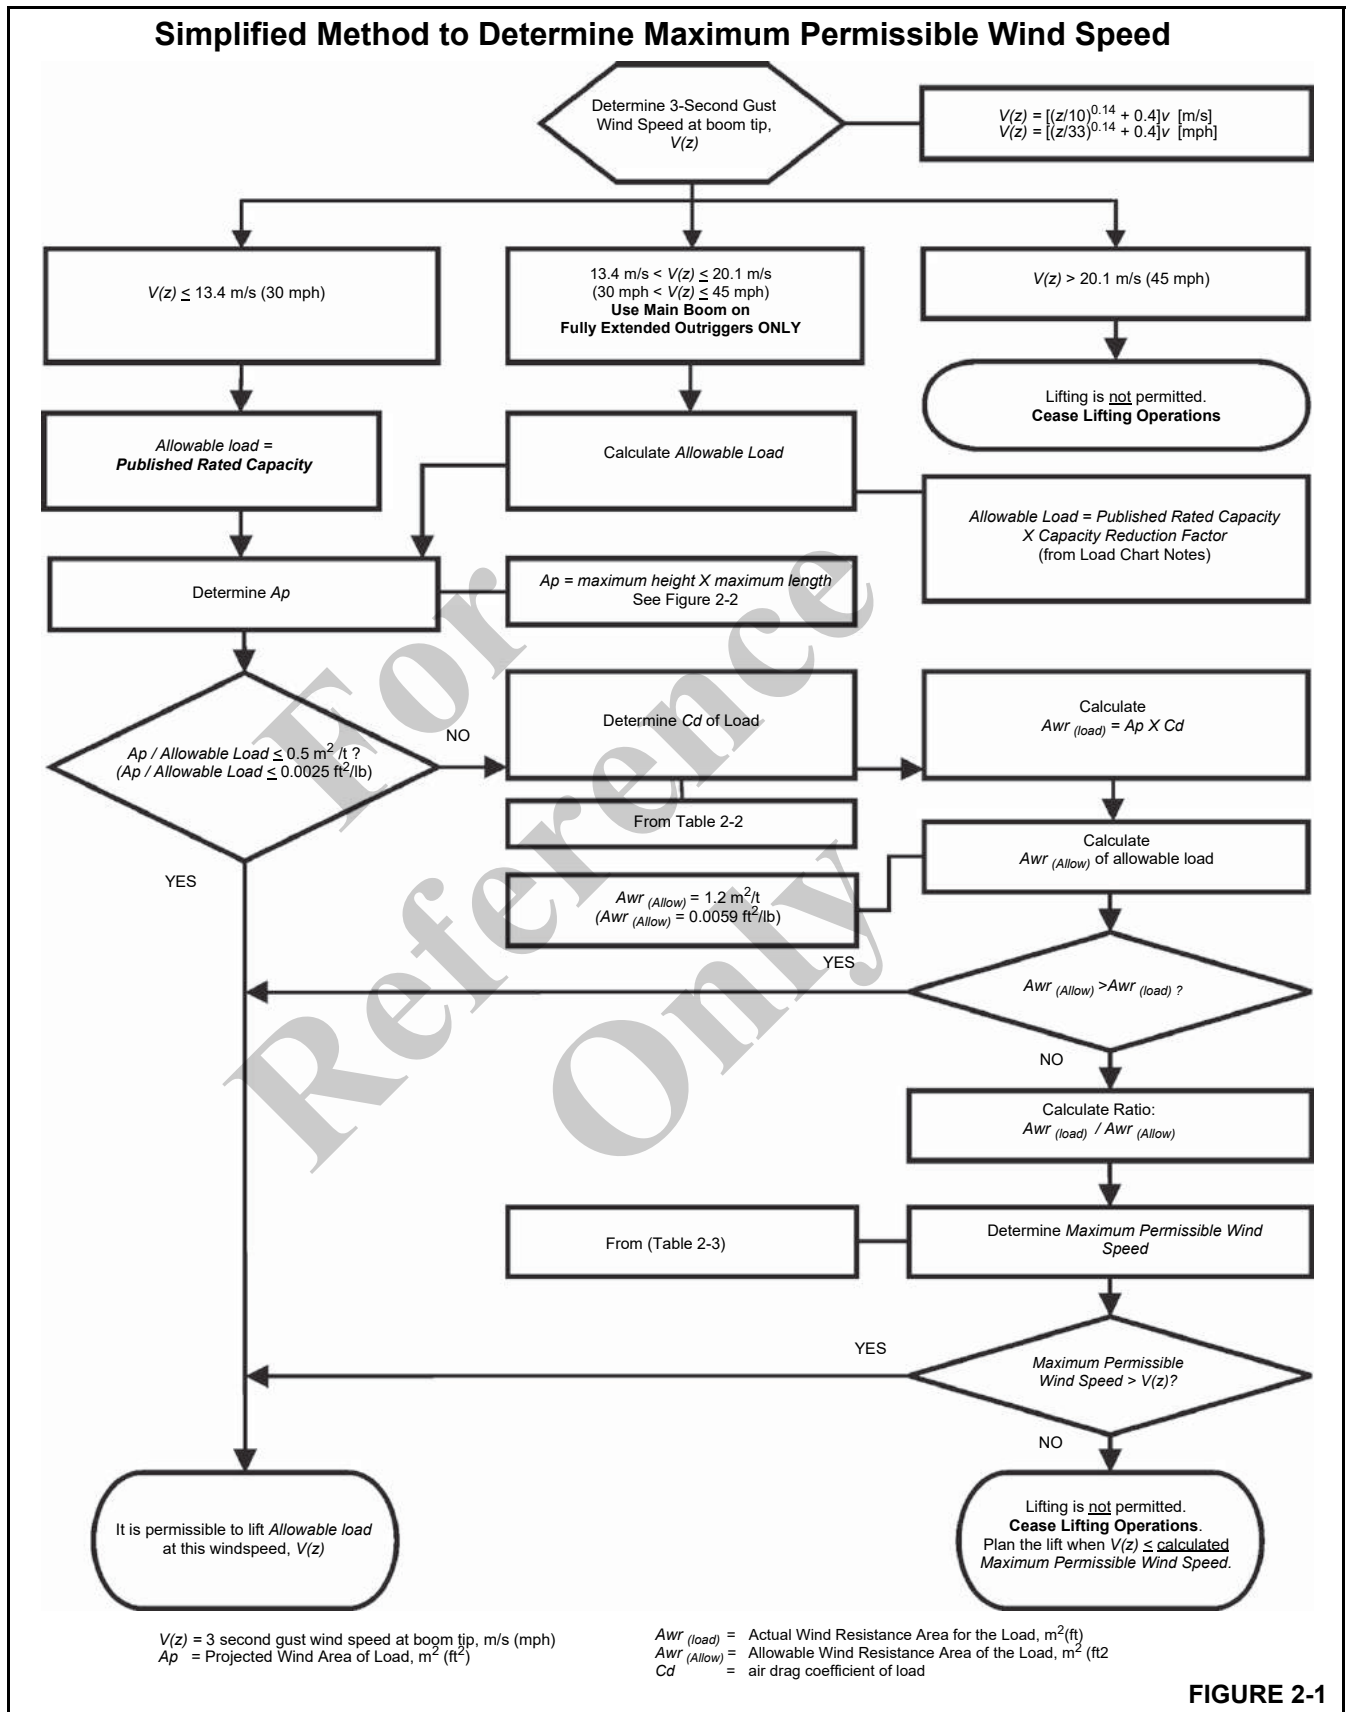 Simplified Method to Determine Maximum Permissible Wind Speed
Determine 3-Second Gust
Wind Speed at boom tip,
V(z)
V(z) = [(z/10)^0.14 + 0.4]v [m/s]
V(z) = [(z/33)^0.14 + 0.4]v [mph]
V(z) ≤ 13.4 m/s (30 mph)
13.4 m/s < V(z) ≤ 20.1 m/s
(30 mph < V(z) ≤ 45 mph)
Use Main Boom on
Fully Extended Outriggers ONLY
V(z) > 20.1 m/s (45 mph)
Lifting is not permitted.
Cease Lifting Operations
Allowable load =
Published Rated Capacity
Calculate Allowable Load
Allowable Load = Published Rated Capacity
X Capacity Reduction Factor
(from Load Chart Notes)
Determine Ap
Ap = maximum height X maximum length
See Figure 2-2
Ap / Allowable Load ≤ 0.5 m² /t ?
(Ap / Allowable Load ≤ 0.0025 ft²/lb)
NO
YES
Determine Cd of Load
From Table 2-2
Calculate
Awr (load) = Ap X Cd
Calculate
Awr (Allow) of allowable load
Awr (Allow) = 1.2 m²/t
(Awr (Allow) = 0.0059 ft²/lb)
YES
Awr (Allow) >Awr (load) ?
NO
Calculate Ratio:
Awr (load) / Awr (Allow)
From (Table 2-3)
Determine Maximum Permissible Wind
Speed
YES
Maximum Permissible
Wind Speed > V(z)?
NO
It is permissible to lift Allowable load
at this windspeed, V(z)
Lifting is not permitted.
Cease Lifting Operations.
Plan the lift when V(z) ≤ calculated
Maximum Permissible Wind Speed.
V(z) = 3 second gust wind speed at boom tip, m/s (mph)
Ap = Projected Wind Area of Load, m² (ft²)
Awr (load) = Actual Wind Resistance Area for the Load, m²(ft)
Awr (Allow) = Allowable Wind Resistance Area of the Load, m² (ft2
Cd = air drag coefficient of load
FIGURE 2-1
For
Reference
Only